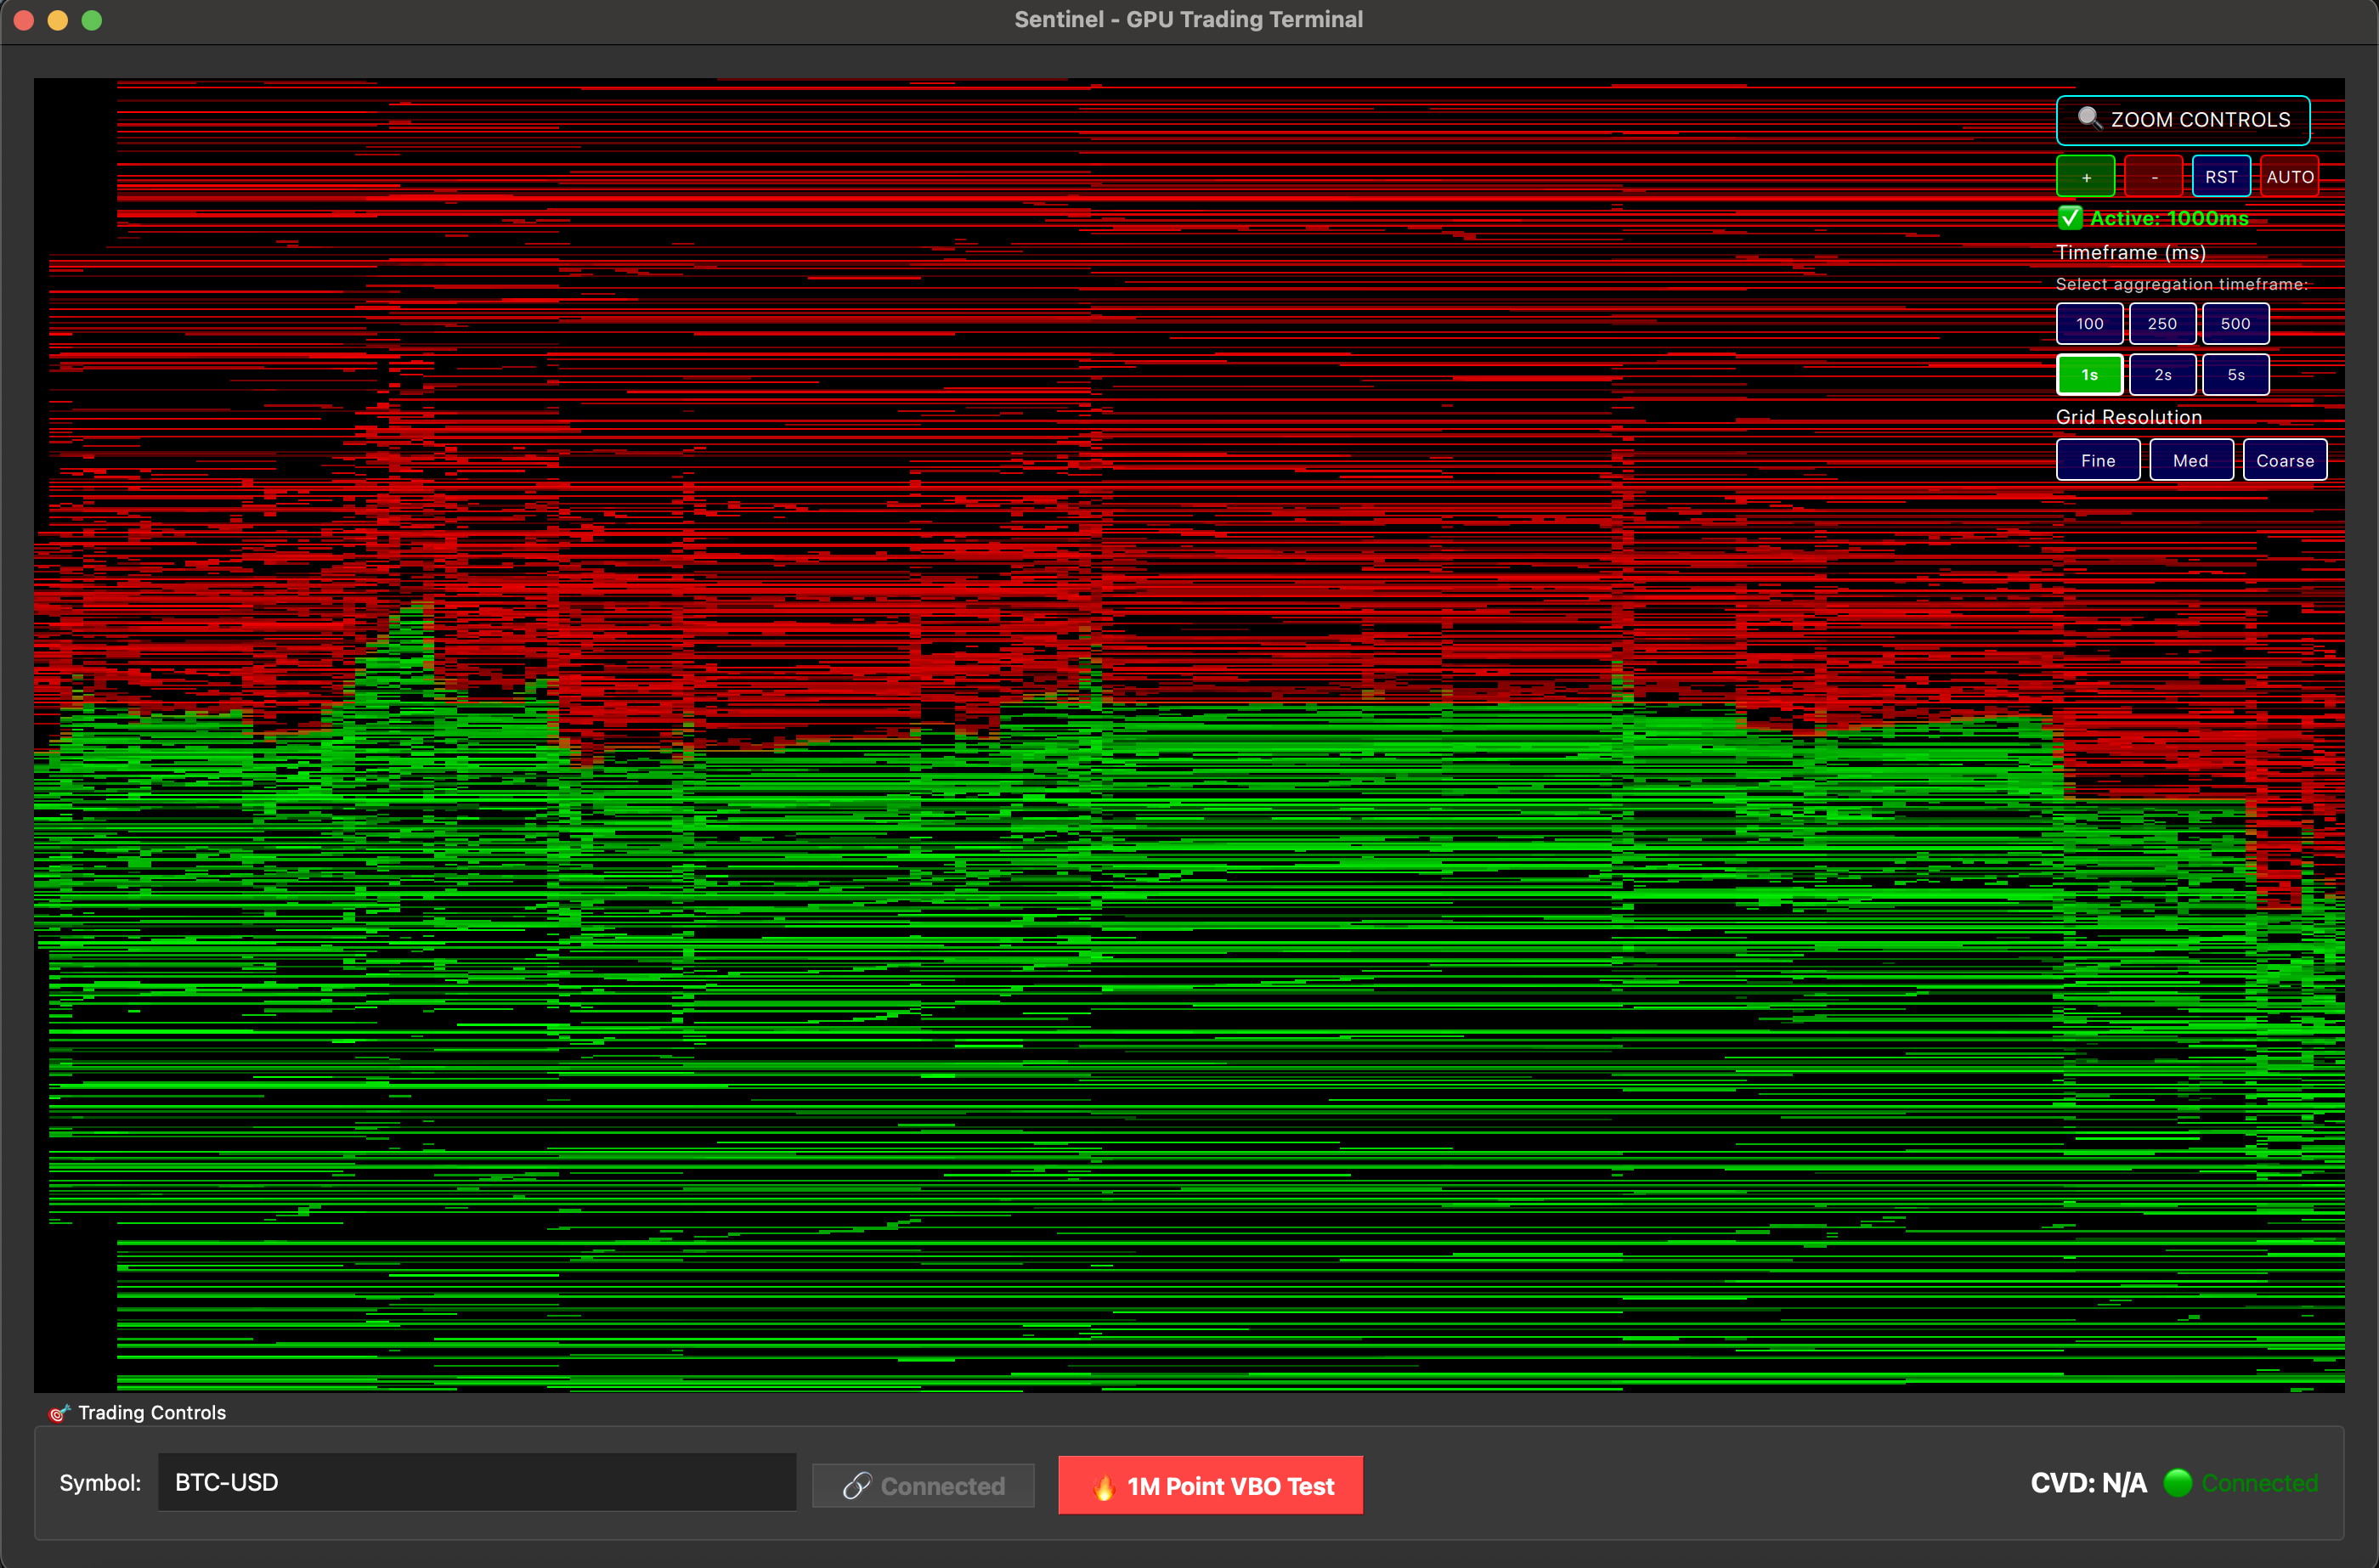 Sentinel - GPU Trading Terminal
ZOOM CONTROLS
+ - RST AUTO
Active: 1000ms
Timeframe (ms)
Select aggregation timeframe:
100 250 500
1s 2s 5s
Grid Resolution
Fine Med Coarse
Trading Controls
Symbol: BTC-USD Connected 1M Point VBO Test CVD: N/A Connected